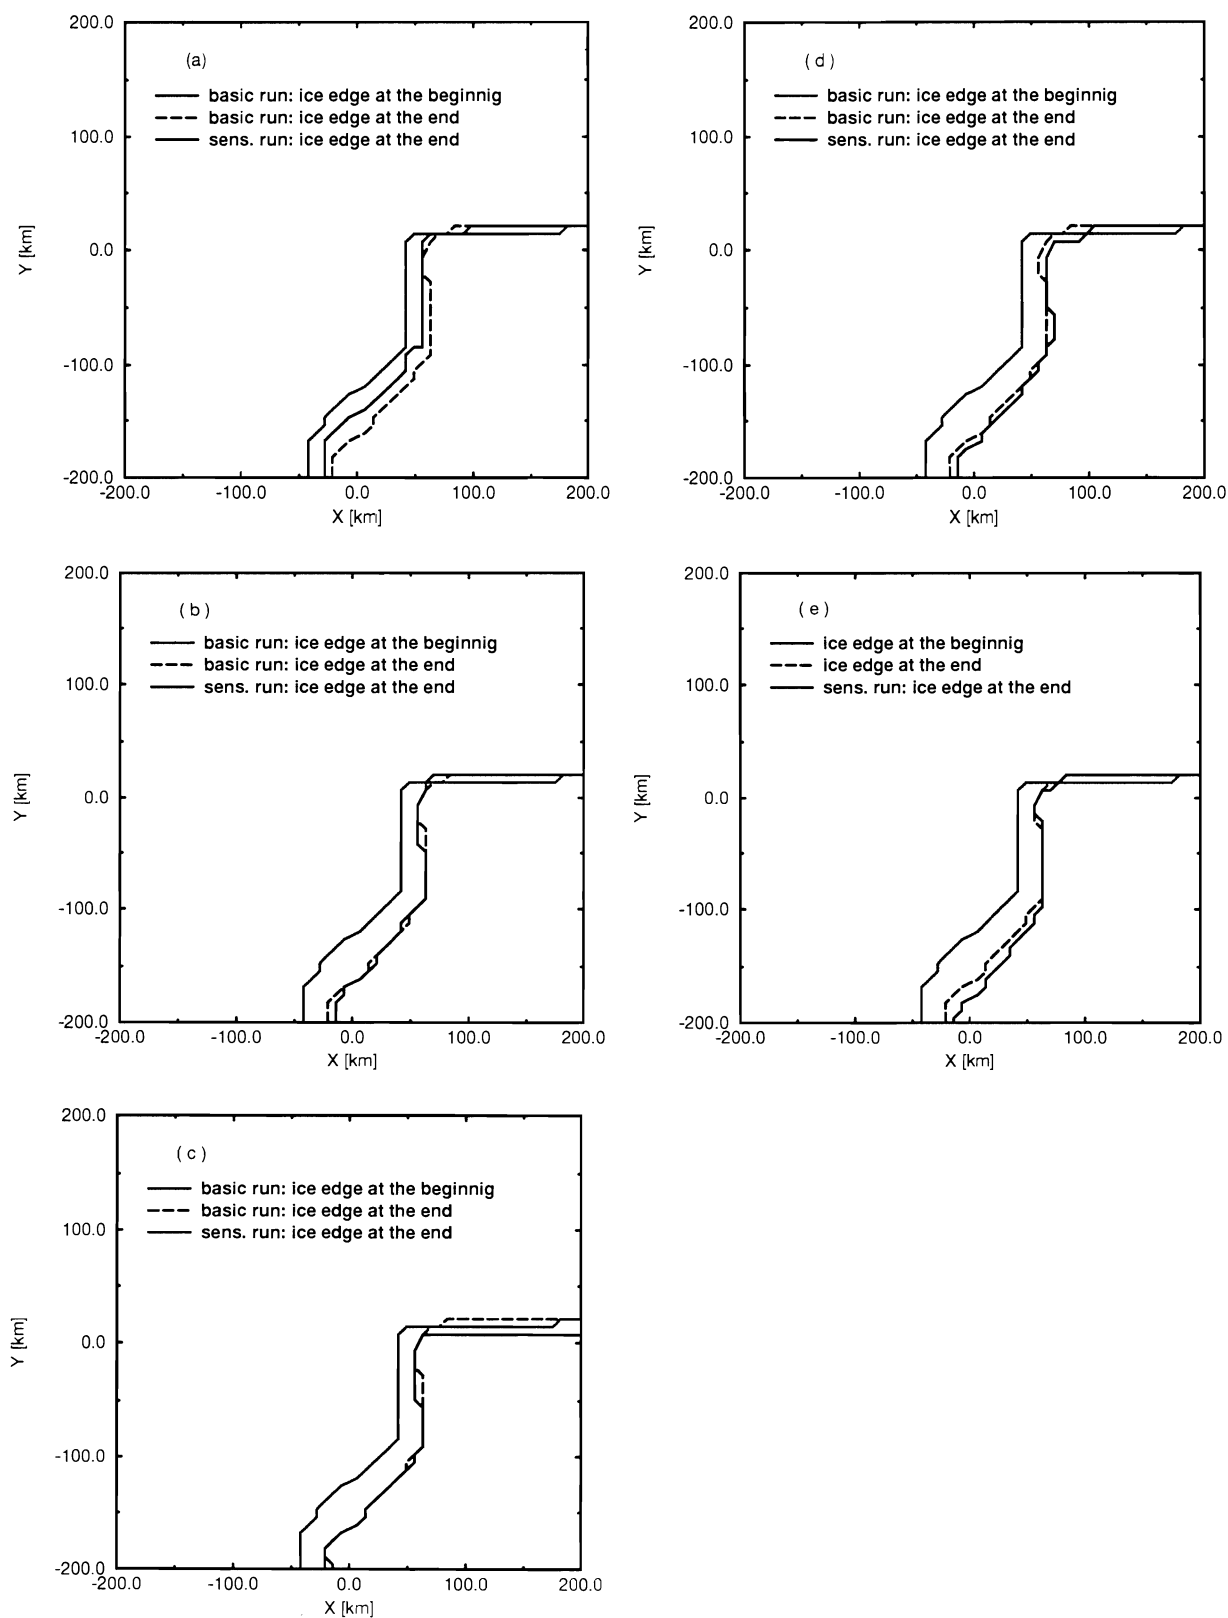 200.0
(a)
basic run: ice edge at the beginnig
basic run: ice edge at the end
sens. run: ice edge at the end
100.0
Y [km]
0.0
-100.0
-200.0
-200.0 -100.0 0.0 100.0 200.0
X [km]
200.0
( d )
basic run: ice edge at the beginnig
basic run: ice edge at the end
sens. run: ice edge at the end
100.0
Y [km]
0.0
-100.0
-200.0
-200.0 -100.0 0.0 100.0 200.0
X [km]
200.0
( b )
basic run: ice edge at the beginnig
basic run: ice edge at the end
sens. run: ice edge at the end
100.0
Y [km]
0.0
-100.0
-200.0
-200.0 -100.0 0.0 100.0 200.0
X [km]
200.0
( e )
ice edge at the beginnig
ice edge at the end
sens. run: ice edge at the end
100.0
Y [km]
0.0
-100.0
-200.0
-200.0 -100.0 0.0 100.0 200.0
X [km]
200.0
( c )
basic run: ice edge at the beginnig
basic run: ice edge at the end
sens. run: ice edge at the end
100.0
Y [km]
0.0
-100.0
-200.0
-200.0 -100.0 0.0 100.0 200.0
X [km]